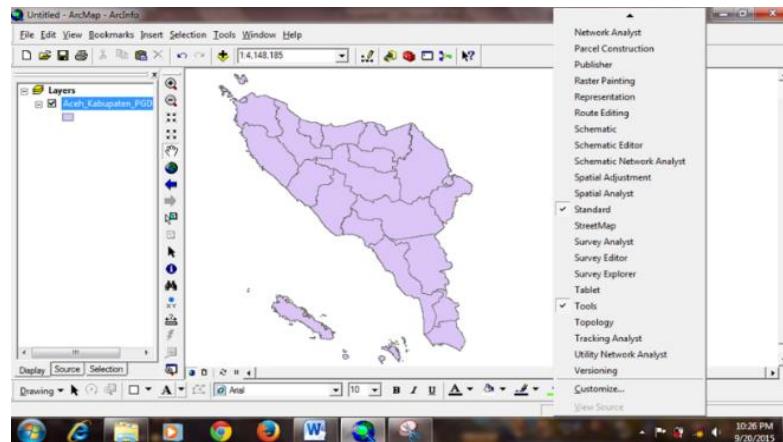 Untitled - ArcMap - ArcInfo
File Edit View Bookmarks Insert Selection Tools Window Help
1:4,148,185
Layers
Aceh_Kabupaten_PGD
Display Source Selection
Drawing
A
Arial
10
B I U A
Network Analyst
Parcel Construction
Publisher
Raster Painting
Representation
Route Editing
Schematic
Schematic Editor
Schematic Network Analyst
Spatial Adjustment
Spatial Analyst
Standard
StreetMap
Survey Analyst
Survey Editor
Survey Explorer
Tablet
Tools
Topology
Tracking Analyst
Utility Network Analyst
Versioning
Customize...
View Source
10:26 PM
9/20/2015